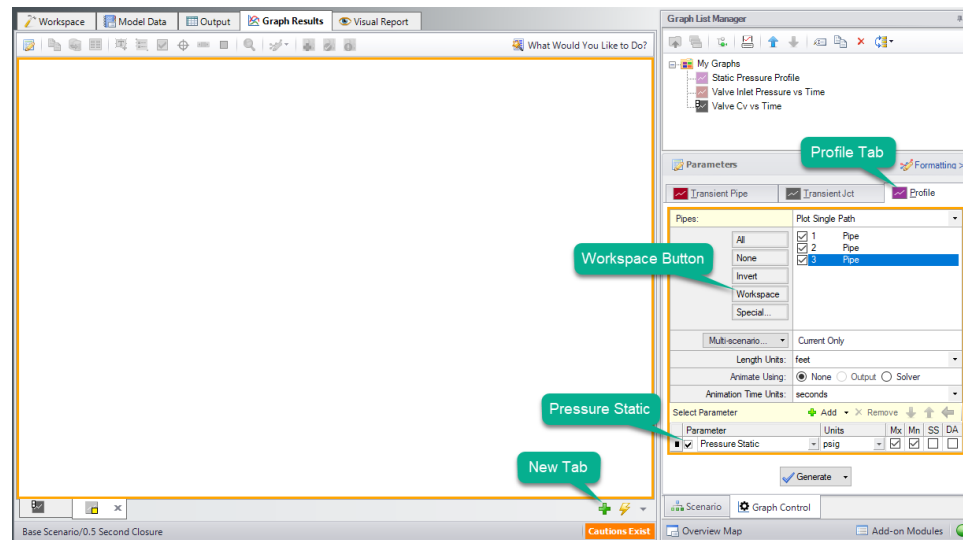 Workspace
Model Data
Output
Graph Results
Visual Report
What Would You Like to Do?
Graph List Manager
My Graphs
Static Pressure Profile
Valve Inlet Pressure vs Time
Valve Cv vs Time
Profile Tab
Parameters
Formatting >
Transient Pipe
Transient Jct
Profile
Pipes:
Plot Single Path
All
None
Invert
Workspace
Special...
1 Pipe
2 Pipe
3 Pipe
Workspace Button
Multi-scenario...
Current Only
Length Units:
feet
Animate Using:
None
Output
Solver
Animation Time Units:
seconds
Pressure Static
Select Parameter
Add
Remove
Parameter
Units
Mx
Mn
SS
DA
Pressure Static
psig
New Tab
Generate
Scenario
Graph Control
Base Scenario/0.5 Second Closure
Cautions Exist
Overview Map
Add-on Modules